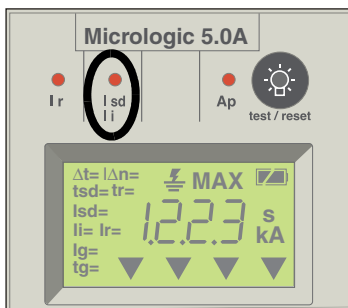 Micrologic 5.0A
Ir Isd Ap
Ii
test / reset
Δt= IΔn=
tsd= tr= MAX
Isd=
Ii= Ir= 1.2.2.3 s
kA
Ig=
tg=